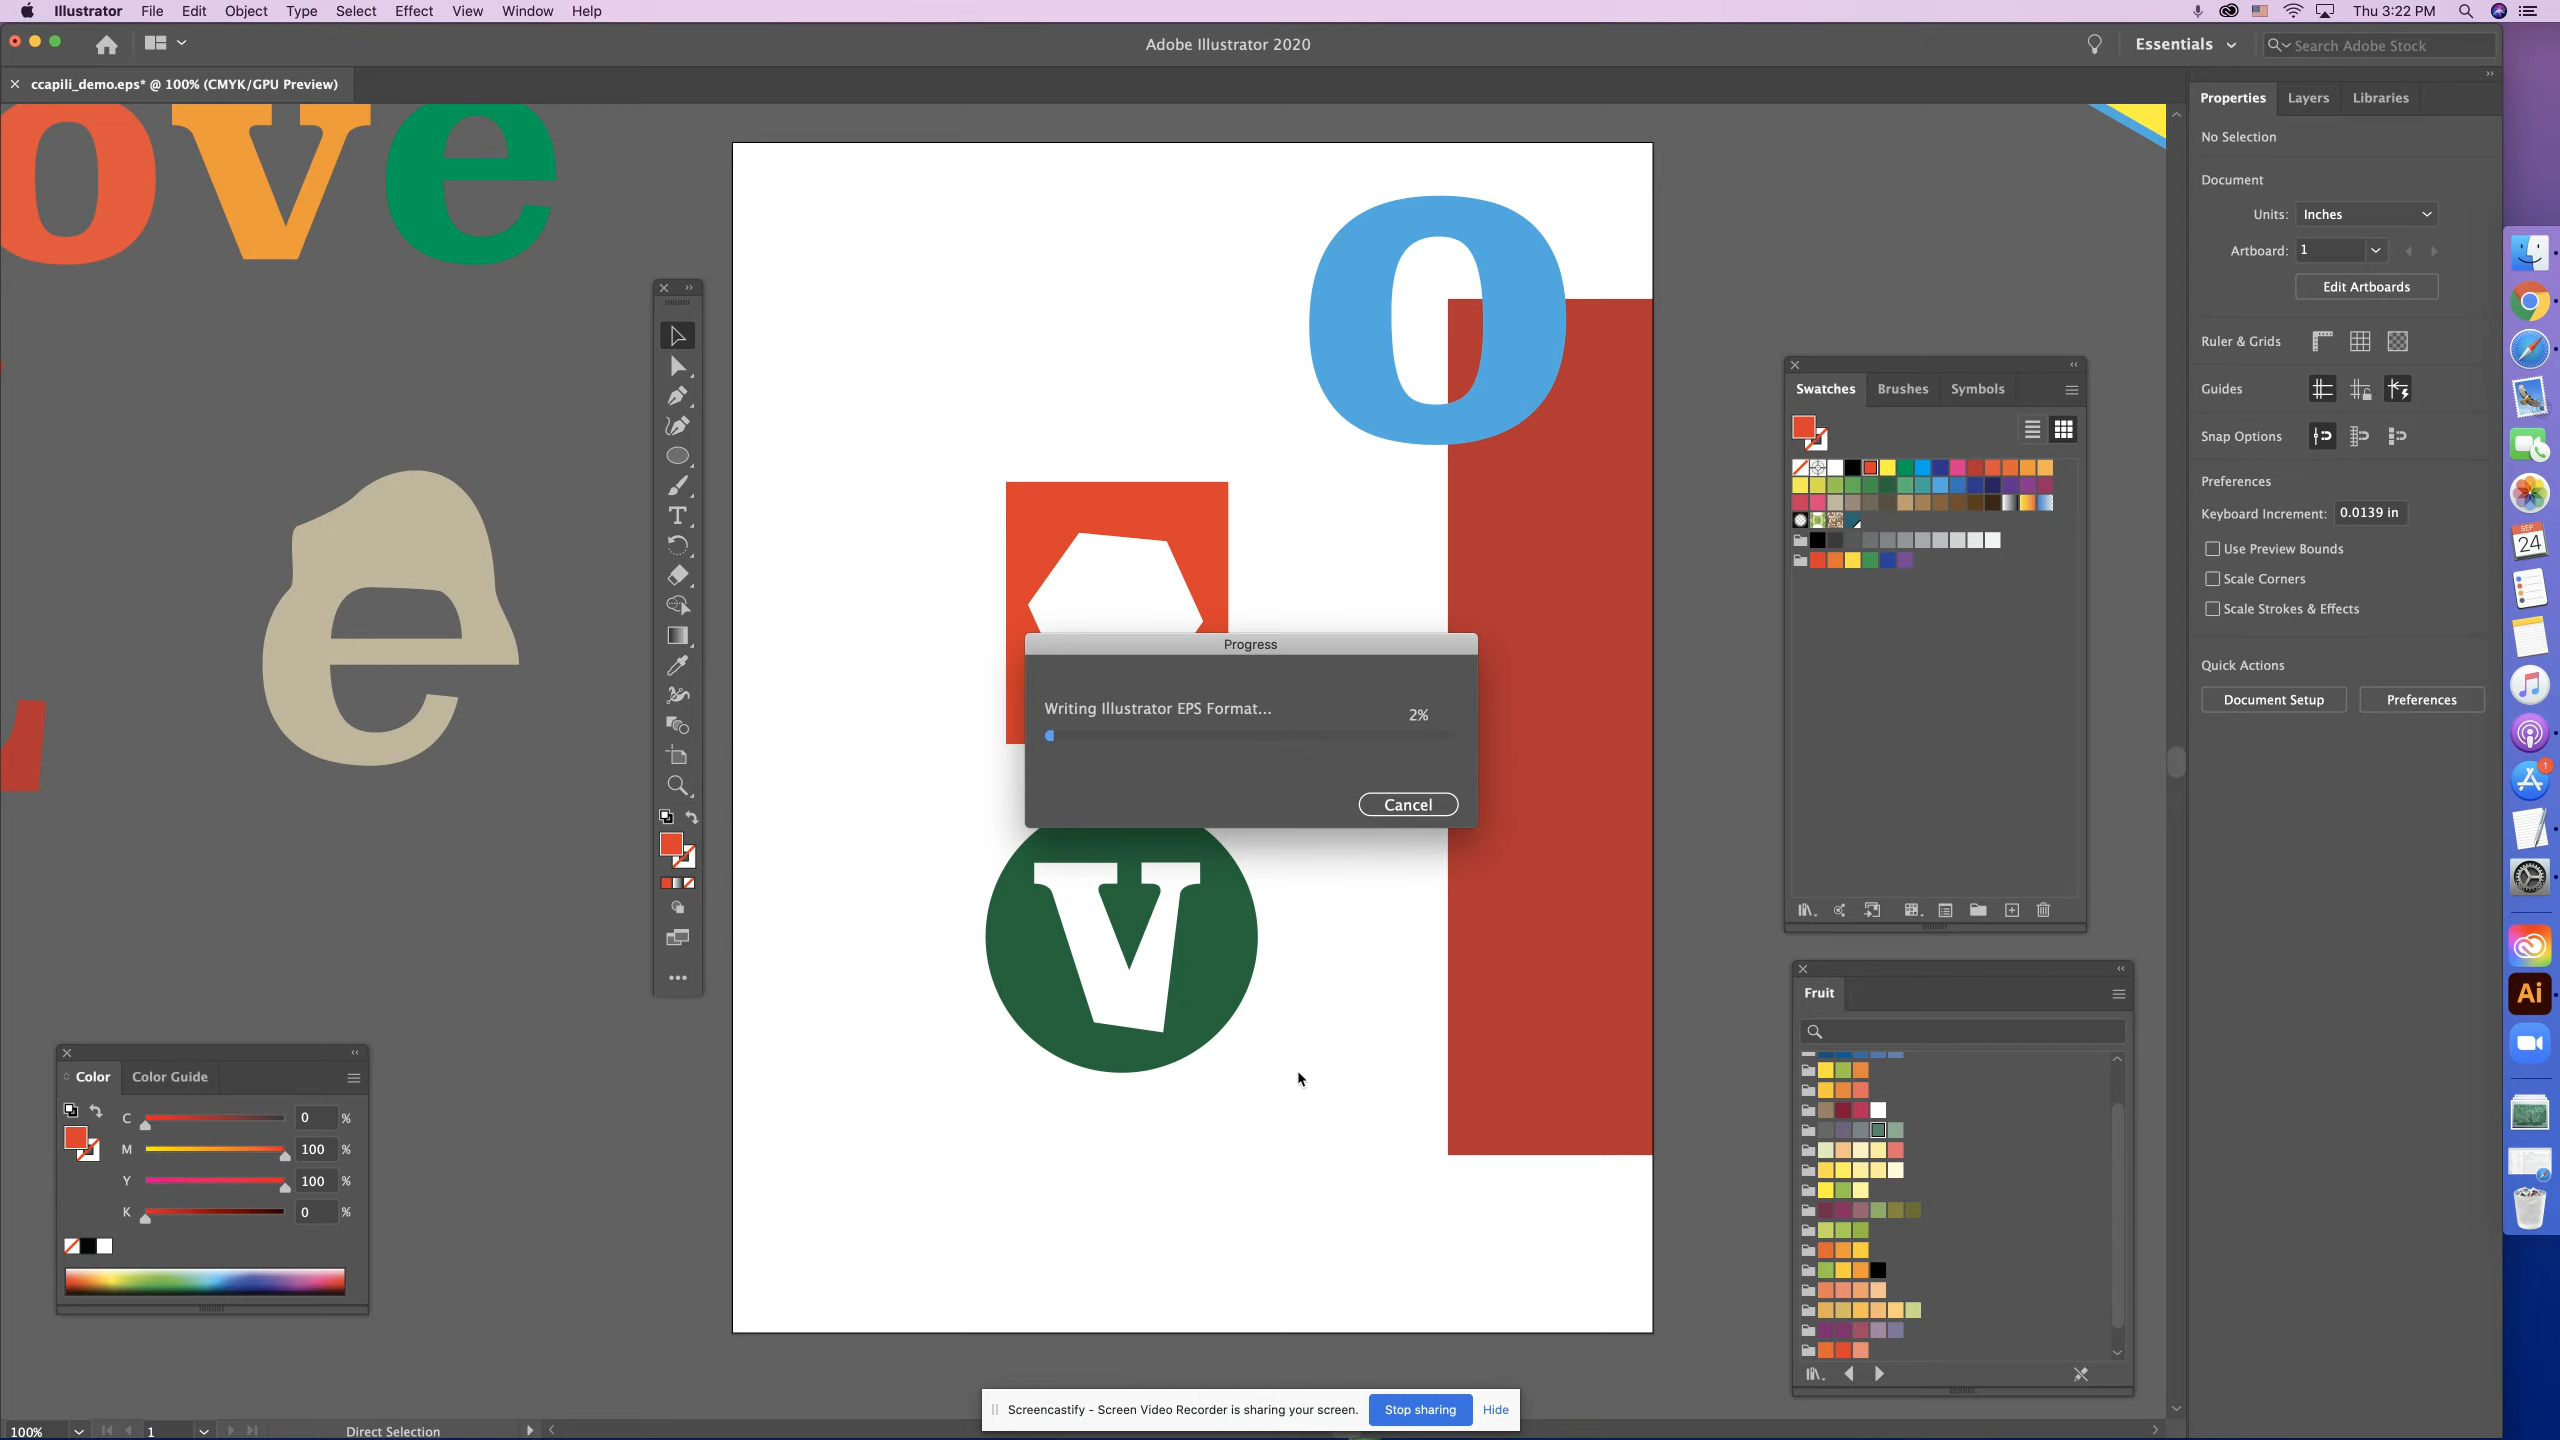 Illustrator File Edit Object Type Select Effect View Window Help
Thu 3:22 PM
Adobe Illustrator 2020
Essentials
Search Adobe Stock
ccapili_demo.eps* @ 100% (CMYK/GPU Preview)
ove
o
e
V
Properties Layers Libraries
No Selection
Document
Units: Inches
Artboard: 1
Edit Artboards
Ruler & Grids
Guides
Snap Options
Preferences
Keyboard Increment: 0.0139 in
Use Preview Bounds
Scale Corners
Scale Strokes & Effects
Quick Actions
Document Setup Preferences
Swatches Brushes Symbols
Progress
Writing Illustrator EPS Format...
2%
Cancel
Fruit
Color Color Guide
C 0 %
M 100 %
Y 100 %
K 0 %
SEP
24
1
Ai
Screencastify - Screen Video Recorder is sharing your screen. Stop sharing Hide
100% 1 Direct Selection